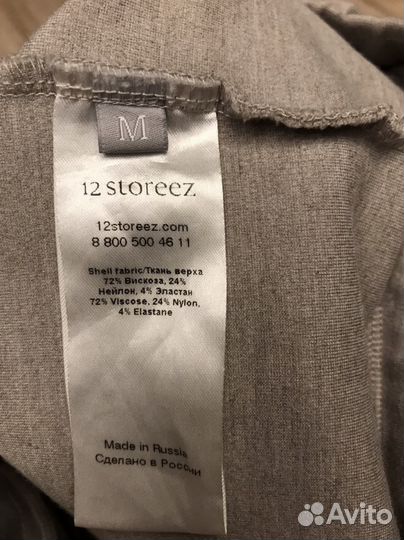 M
12 storeez
12storeez.com
8 800 500 46 11
Shell fabric/Ткань верха
72% Вискоза, 24%
Нейлон, 4% Эластан
72% Viscose, 24% Nylon,
4% Elastane
Made in Russia
Сделано в России
Avito